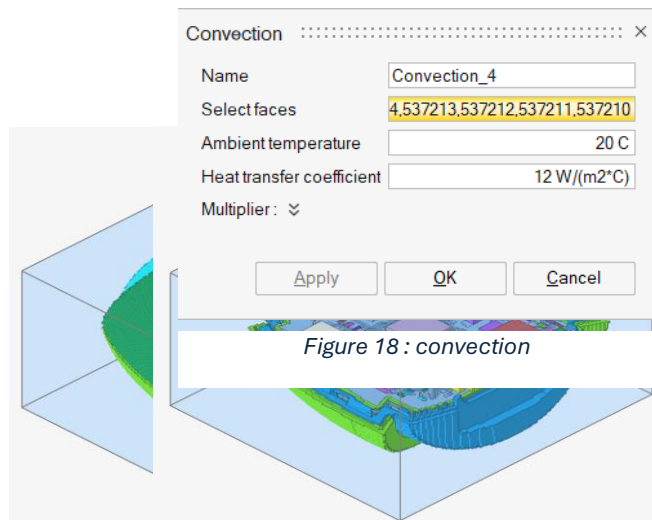 Convection
Name Convection_4
Select faces 4,537213,537212,537211,537210
Ambient temperature 20 C
Heat transfer coefficient 12 W/(m2*C)
Multiplier :
Apply OK Cancel
Figure 18 : convection